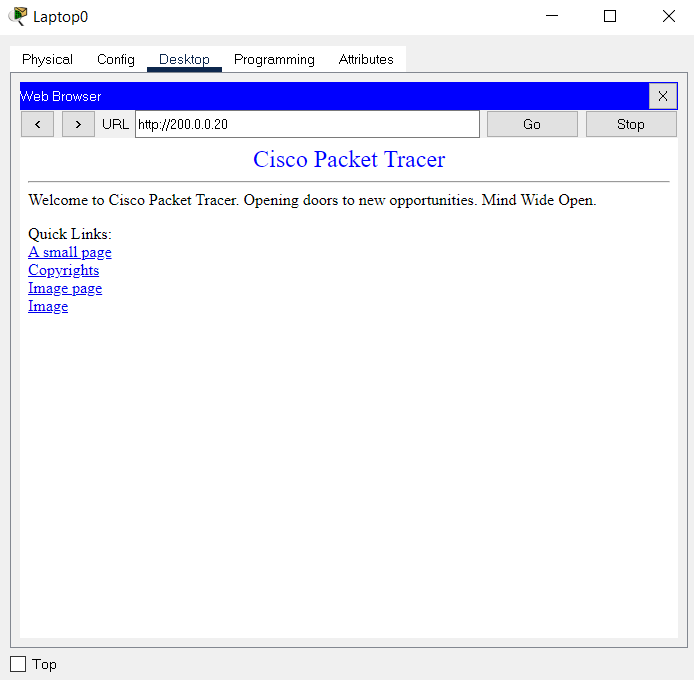 Laptop0
Physical Config Desktop Programming Attributes
Web Browser X
< > URL http://200.0.0.20 Go Stop
Cisco Packet Tracer
Welcome to Cisco Packet Tracer. Opening doors to new opportunities. Mind Wide Open.
Quick Links:
A small page
Copyrights
Image page
Image
Top